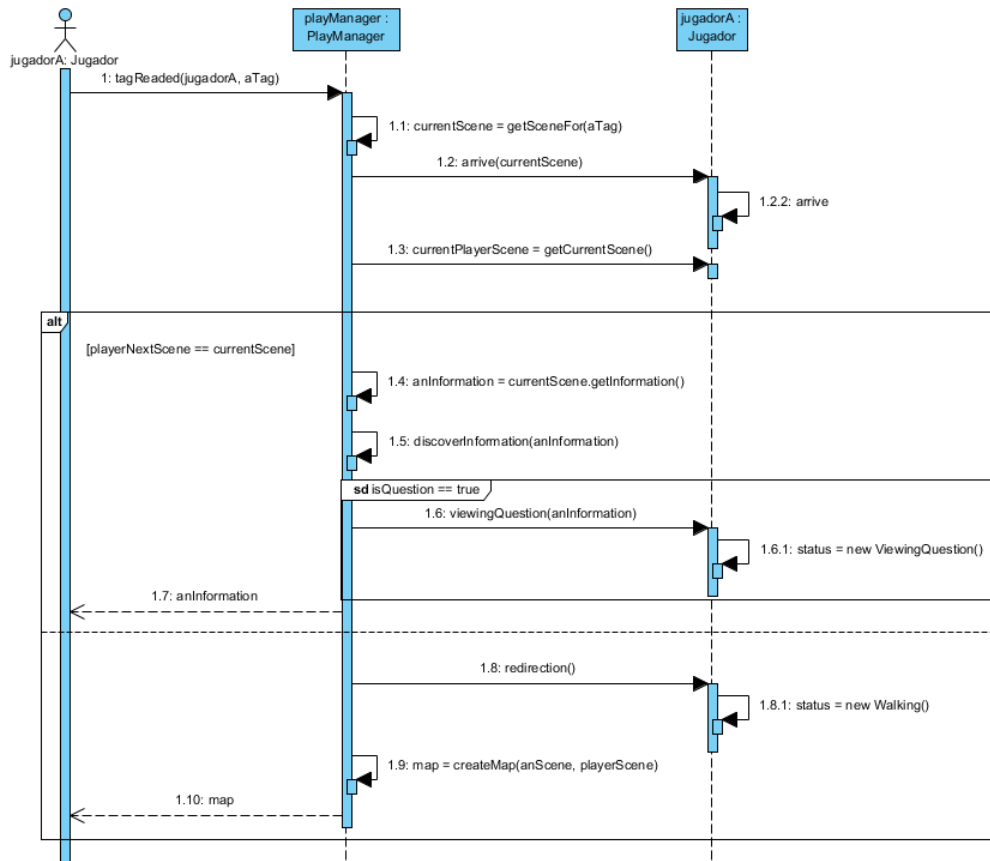 playManager :
PlayManager
jugadorA :
Jugador
jugadorA: Jugador
1: tagReaded(jugadorA, aTag)
1.1: currentScene = getSceneFor(aTag)
1.2: arrive(currentScene)
1.2.2: arrive
1.3: currentPlayerScene = getCurrentScene()
alt
[playerNextScene == currentScene]
1.4: anInformation = currentScene.getInformation()
1.5: discoverInformation(anInformation)
sd isQuestion == true
1.6: viewingQuestion(anInformation)
1.6.1: status = new ViewingQuestion()
1.7: anInformation
1.8: redirection()
1.8.1: status = new Walking()
1.9: map = createMap(anScene, playerScene)
1.10: map